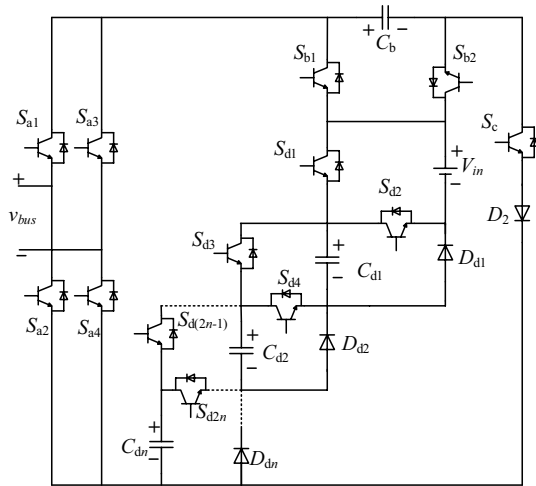 + −
C_b
S_b1
S_b2
S_a1
S_a3
S_c
S_d1
+
V_in
−
S_d2
+
v_bus
−
D_2
S_d3
+
C_d1
−
D_d1
S_d4
S_a2
S_a4
S_d(2n-1)
+
C_d2
−
D_d2
S_d2n
+
C_dn
−
D_dn